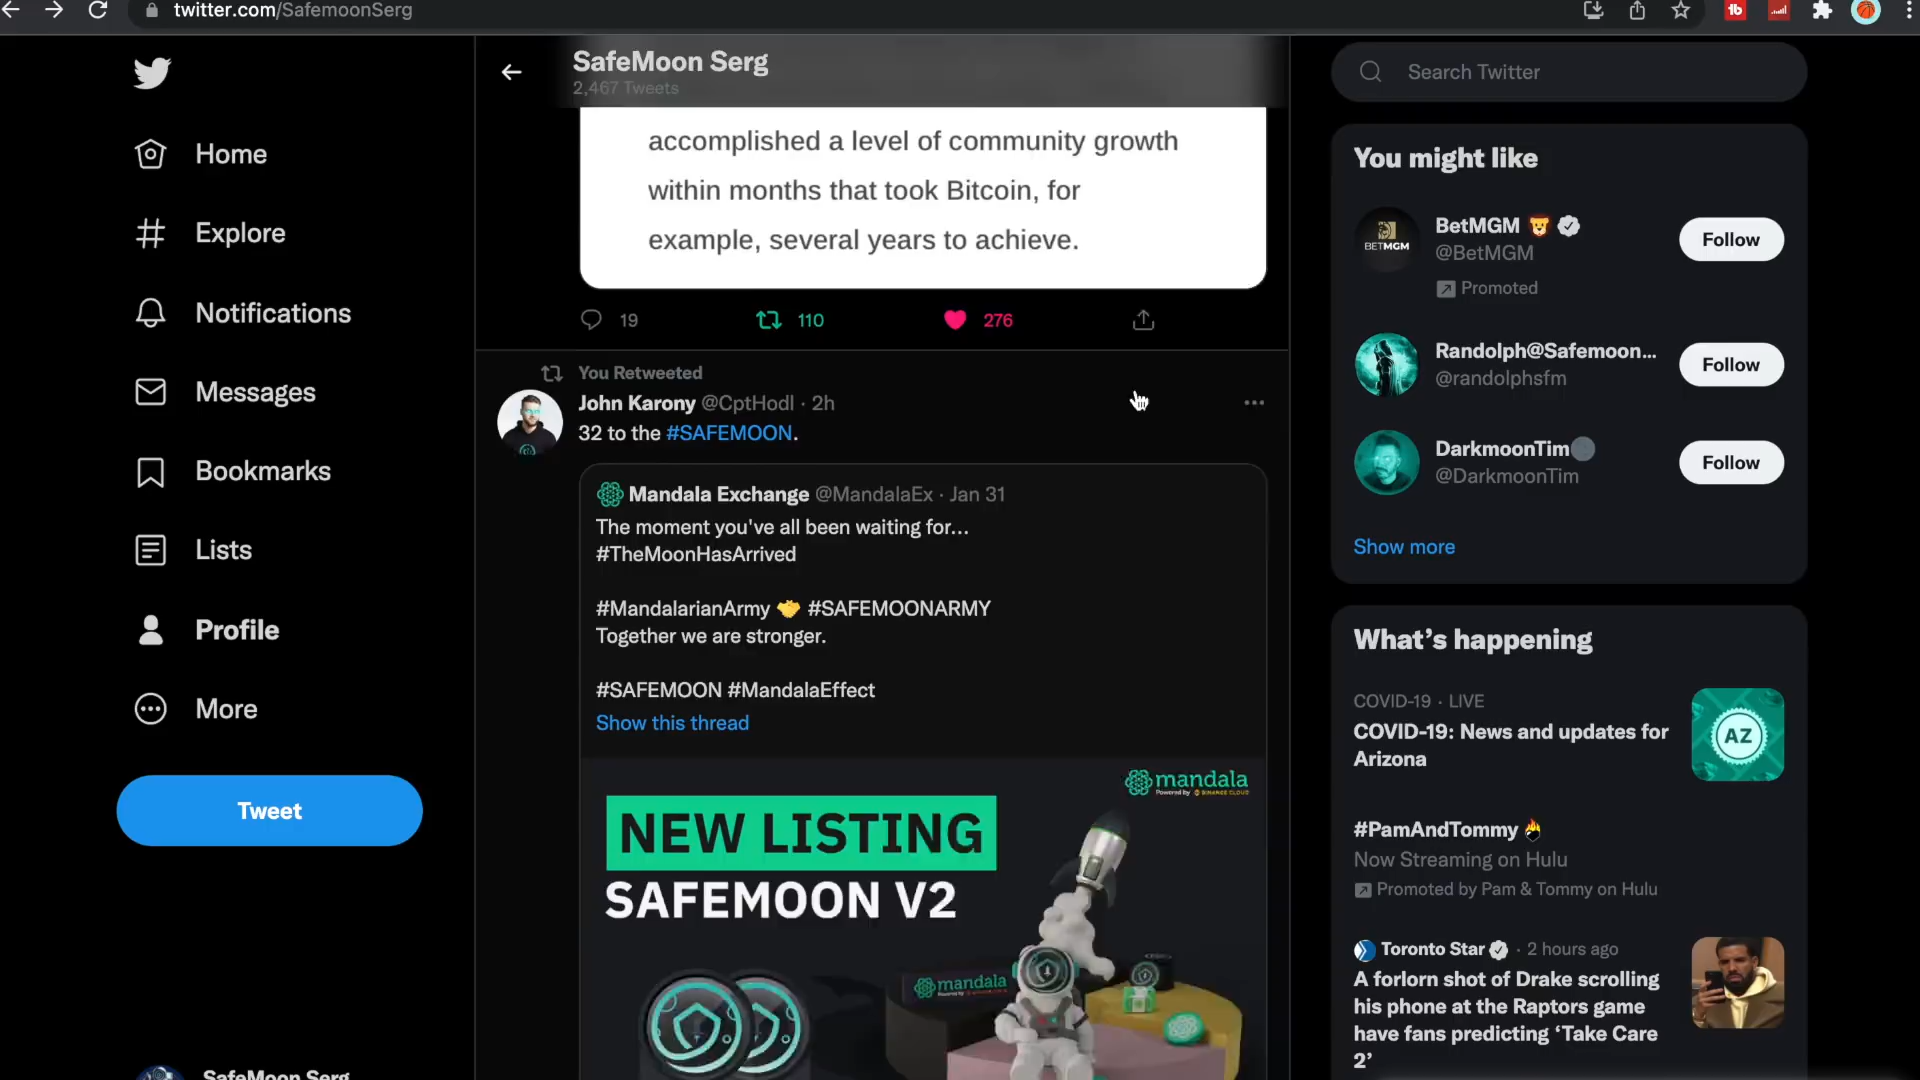 twitter.com/SafemoonSerg
SafeMoon Serg
2,467 Tweets
Search Twitter
Home
Explore
Notifications
Messages
Bookmarks
Lists
Profile
More
Tweet
SafeMoon Serg
accomplished a level of community growth
within months that took Bitcoin, for
example, several years to achieve.
19
110
276
You Retweeted
John Karony @CptHodl · 2h
32 to the #SAFEMOON.
Mandala Exchange @MandalaEx · Jan 31
The moment you've all been waiting for...
#TheMoonHasArrived
#MandalarianArmy 🤝 #SAFEMOONARMY
Together we are stronger.
#SAFEMOON #MandalaEffect
Show this thread
mandala
Powered by BINANCE CLOUD
NEW LISTING
SAFEMOON V2
mandala
You might like
BETMGM
BetMGM 🦁
@BetMGM
Promoted
Follow
Randolph@Safemoon...
@randolphsfm
Follow
DarkmoonTim🌑
@DarkmoonTim
Follow
Show more
What's happening
COVID-19 · LIVE
COVID-19: News and updates for
Arizona
AZ
#PamAndTommy
Now Streaming on Hulu
Promoted by Pam & Tommy on Hulu
Toronto Star · 2 hours ago
A forlorn shot of Drake scrolling
his phone at the Raptors game
have fans predicting ‘Take Care
2’